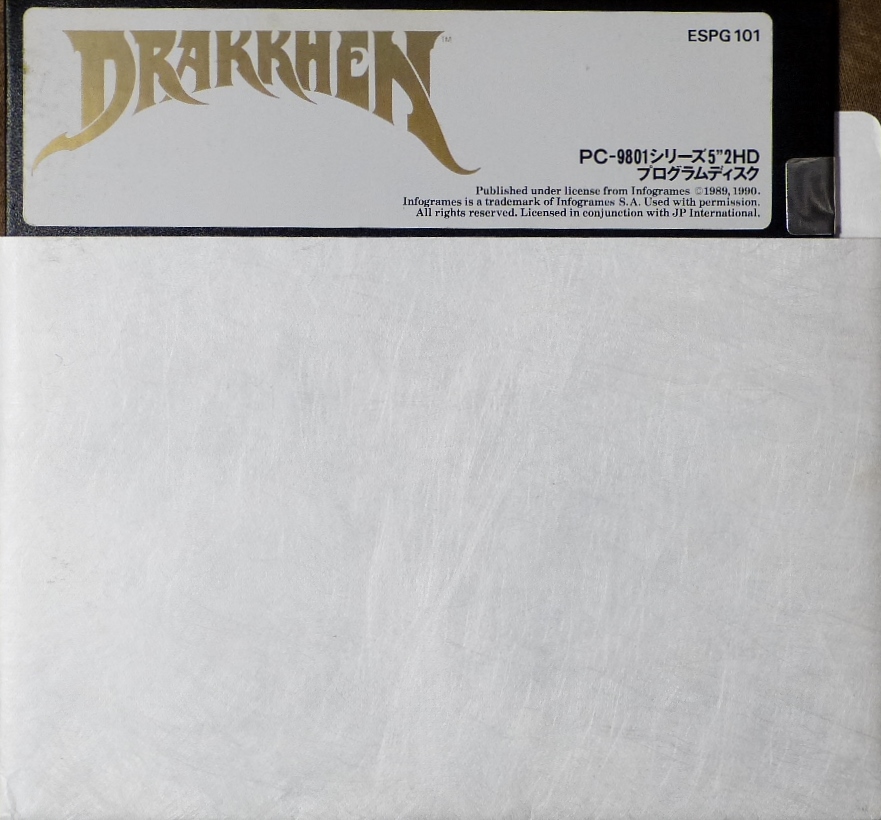 DRAKKHEN™
ESPG 101
PC-9801シリーズ5"2HD
プログラムディスク
Published under license from Infogrames ©1989, 1990.
Infogrames is a trademark of Infogrames S.A. Used with permission.
All rights reserved. Licensed in conjunction with JP International.